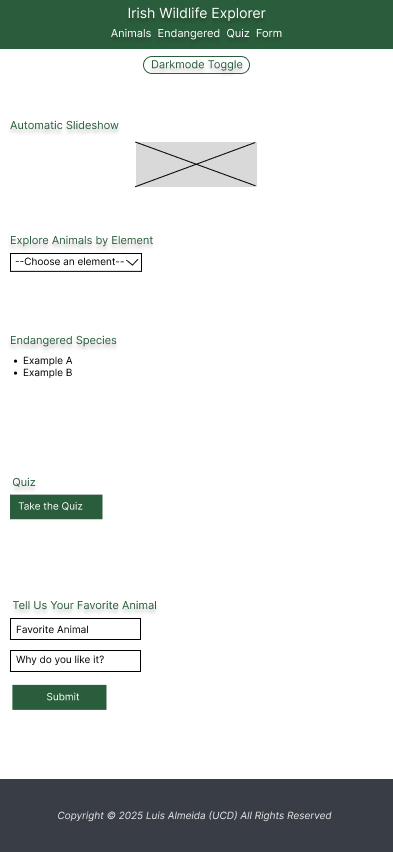 Irish Wildlife Explorer
Animals Endangered Quiz Form
Darkmode Toggle
Automatic Slideshow
Explore Animals by Element
--Choose an element--
Endangered Species
• Example A
• Example B
Quiz
Take the Quiz
Tell Us Your Favorite Animal
Favorite Animal
Why do you like it?
Submit
Copyright © 2025 Luis Almeida (UCD) All Rights Reserved